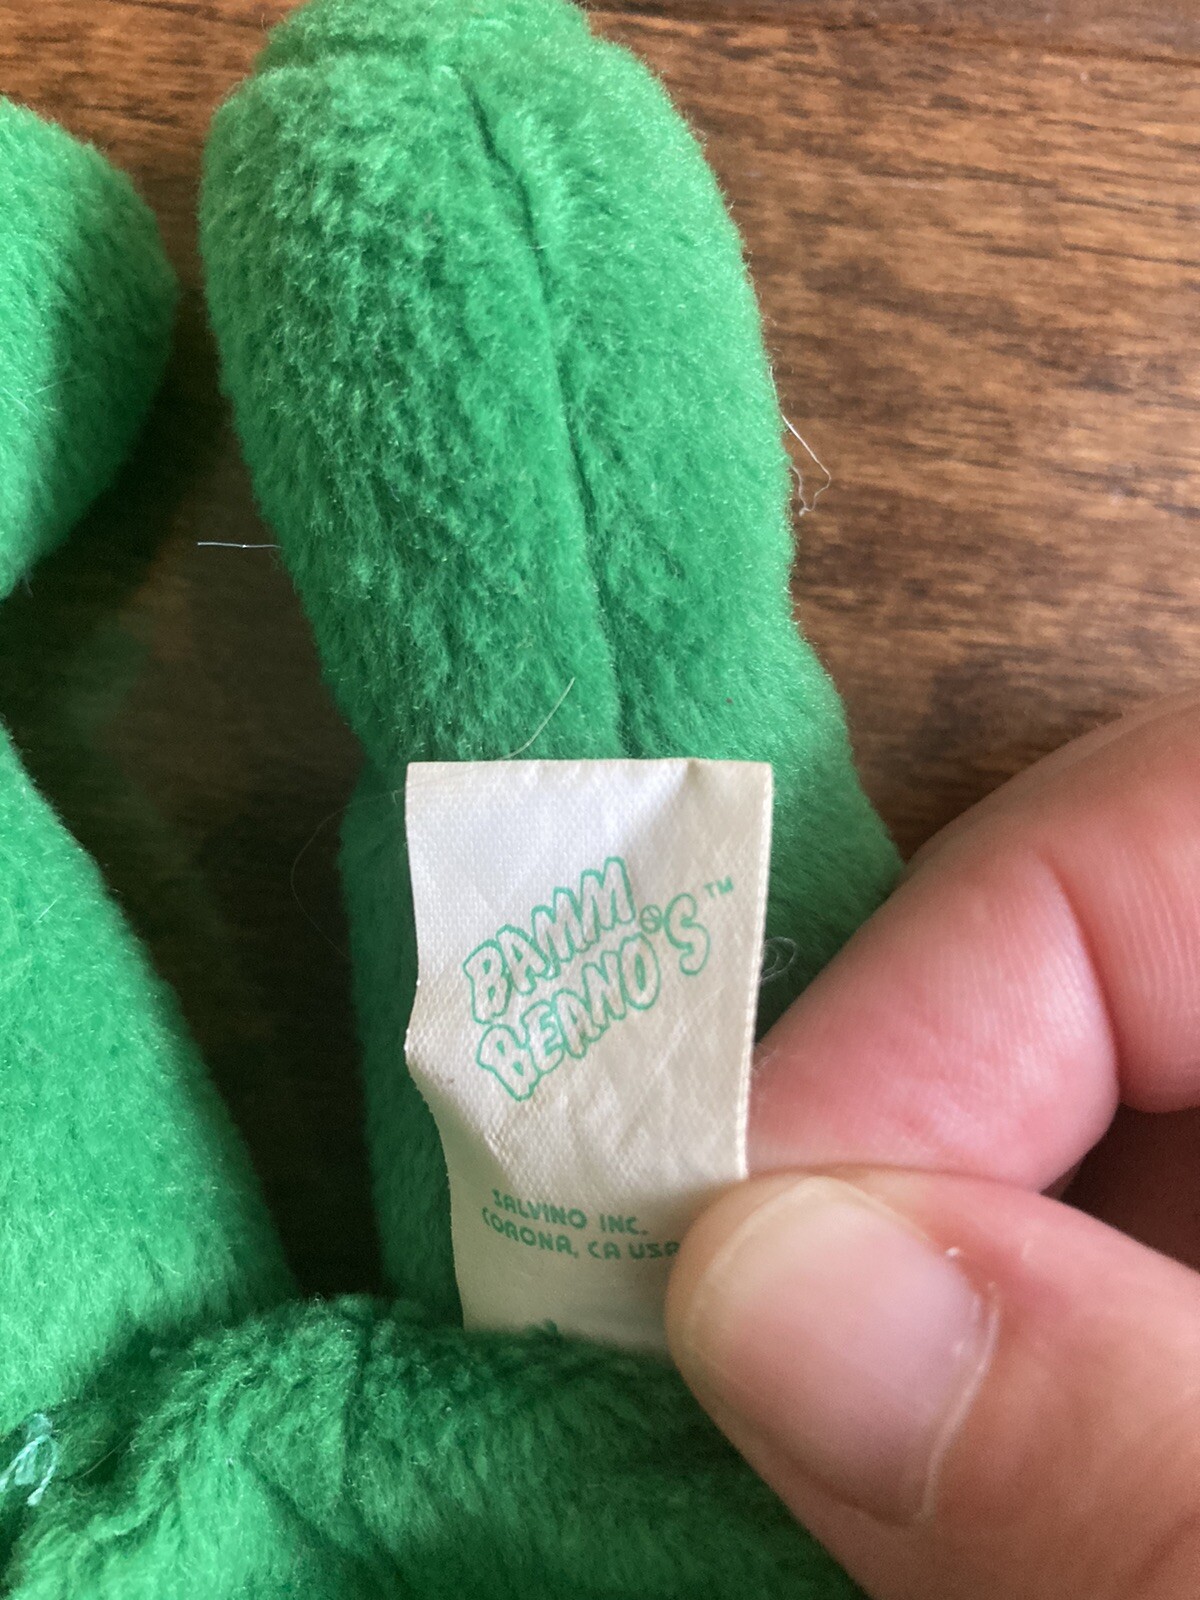 BAMM
BEANO'S™
®
SALVINO INC.
CORONA, CA USA